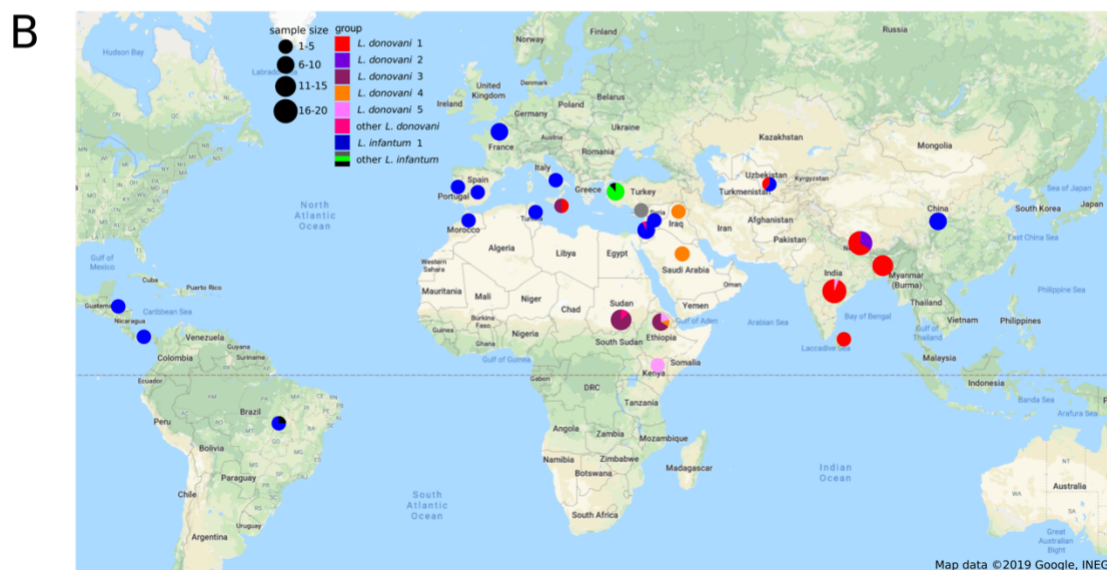 B
sample size
1-5
6-10
11-15
16-20
group
L. donovani 1
L. donovani 2
L. donovani 3
L. donovani 4
L. donovani 5
other L. donovani
L. infantum 1
other L. infantum
Hudson Bay
Norway
Finland
Russia
United
Kingdom
Denmark
Ireland
Poland
Belarus
Germany
Ukraine
Austria
France
Romania
Kazakhstan
Mongolia
Italy
Spain
Portugal
Greece
Turkey
Uzbekistan
Kyrgyzstan
Turkmenistan
China
Sea of Japan
Japan
South Korea
East China Sea
North
Atlantic
Ocean
Morocco
Iraq
Iran
Afghanistan
Pakistan
Algeria
Libya
Egypt
Saudi Arabia
Oman
India
Myanmar
(Burma)
Gulf of
Mexico
Cuba
Puerto Rico
Western
Sahara
Mauritania
Mali
Niger
Chad
Sudan
Yemen
Gulf of Aden
Arabian Sea
Bay of Bengal
Thailand
Vietnam
Philippines
Philippine Sea
Guatemala
Caribbean Sea
Nicaragua
Burkina
Faso
Guinea
Ghana
Nigeria
South Sudan
Ethiopia
Somalia
Laccadive Sea
Gulf of
Thailand
Venezuela
Guyana
Suriname
Colombia
Gulf of Guinea
Malaysia
Ecuador
Gabon
DRC
Kenya
Tanzania
Indonesia
Banda Sea
Arafura Sea
Peru
Brazil
Bolivia
Angola
Zambia
Mozambique
Namibia
Zimbabwe
Botswana
Madagascar
Indian
Ocean
NT
WA
SA
Australia
Paraguay
Chile
Uruguay
Argentina
South
Atlantic
Ocean
South Africa
Great
Australian
Bight
Map data ©2019 Google, INEG